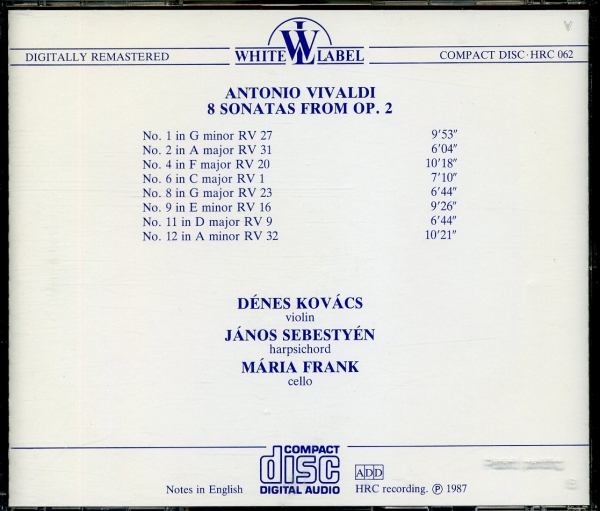 DIGITALLY REMASTERED
WL
WHITE LABEL
COMPACT DISC · HRC 062
ANTONIO VIVALDI
8 SONATAS FROM OP. 2
No. 1 in G minor RV 27 9'53"
No. 2 in A major RV 31 6'04"
No. 4 in F major RV 20 10'18"
No. 6 in C major RV 1 7'10"
No. 8 in G major RV 23 6'44"
No. 9 in E minor RV 16 9'26"
No. 11 in D major RV 9 6'44"
No. 12 in A minor RV 32 10'21"
DÉNES KOVÁCS
violin
JÁNOS SEBESTYÉN
harpsichord
MÁRIA FRANK
cello
COMPACT
disc
DIGITAL AUDIO
ADD
Notes in English
HRC recording. ℗ 1987